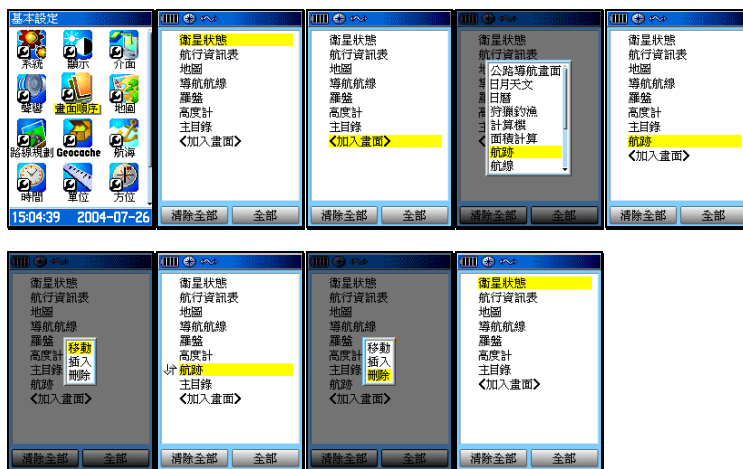 基本設定
系統 顯示 介面
聲響 畫面順序 地圖
路線規劃 Geocache 航海
時間 單位 方位
15:04:39 2004-07-26
衛星狀態
航行資訊表
地圖
導航航線
羅盤
高度計
主目錄
<加入畫面>
清除全部 全部
衛星狀態
航行資訊表
地圖
導航航線
羅盤
高度計
主目錄
<加入畫面>
清除全部 全部
衛星狀態
航行資訊表
公路導航畫面
日月天文
日曆
狩獵釣漁
計算機
面積計算
航跡
航線
清除全部 全部
衛星狀態
航行資訊表
地圖
導航航線
羅盤
高度計
主目錄
航跡
<加入畫面>
清除全部 全部
衛星狀態
航行資訊表
地圖
導航航線
羅盤
高度計
主目錄
航跡
<加入畫面>
移動
插入
刪除
清除全部 全部
衛星狀態
航行資訊表
地圖
導航航線
羅盤
高度計
航跡
主目錄
<加入畫面>
清除全部 全部
衛星狀態
航行資訊表
地圖
導航航線
羅盤
高度計
主目錄
航跡
<加入畫面>
移動
插入
刪除
清除全部 全部
衛星狀態
航行資訊表
地圖
導航航線
羅盤
高度計
主目錄
<加入畫面>
清除全部 全部